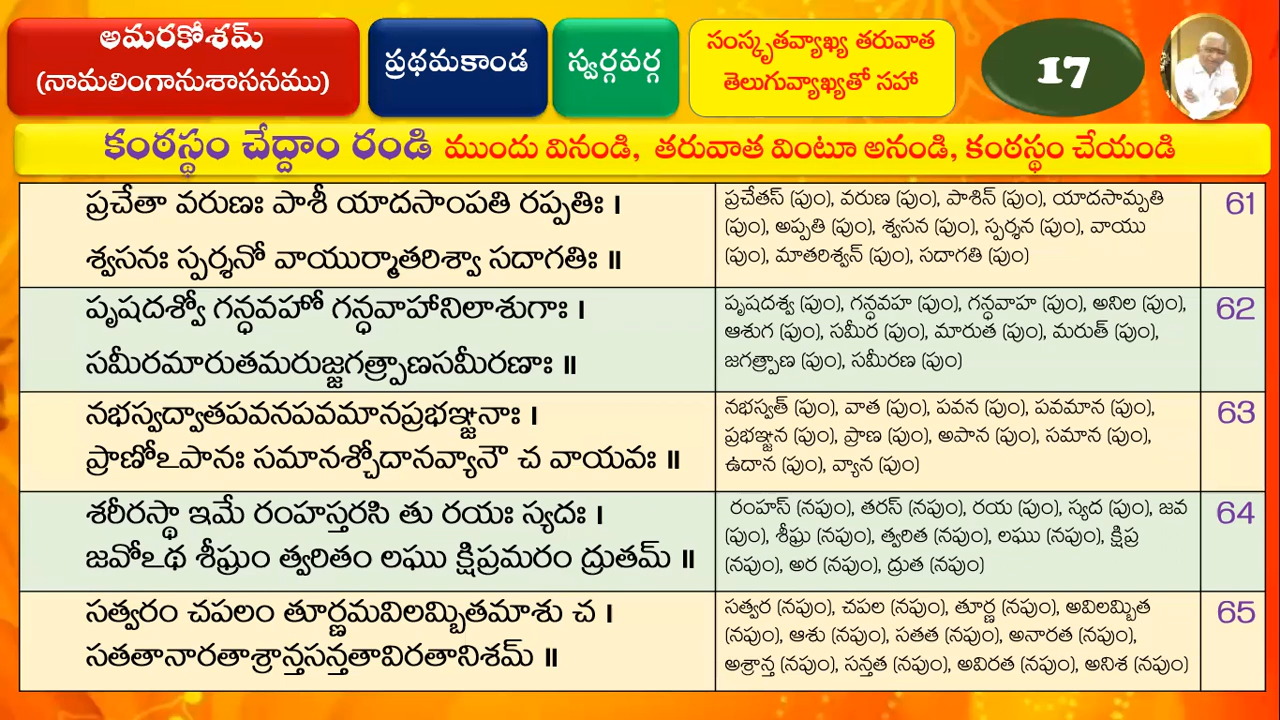 అమరకోశమ్
(నామలింగానుశాసనము)
ప్రథమకాండ
స్వర్గవర్గ
సంస్కృతవ్యాఖ్య తరువాత
తెలుగువ్యాఖ్యతో సహా
17
కంఠస్థం చేద్దాం రండి ముందు వినండి, తరువాత వింటూ అనండి, కంఠస్థం చేయండి
ప్రచేతా వరుణః పాశీ యాదసాంపతి రప్పతిః ।
శ్వసనః స్పర్శనో వాయుర్మాతరిశ్వా సదాగతిః ॥
ప్రచేతస్ (పుం), వరుణ (పుం), పాశిన్ (పుం), యాదసామ్పతి
(పుం), అప్పతి (పుం), శ్వసన (పుం), స్పర్శన (పుం), వాయు
(పుం), మాతరిశ్వన్ (పుం), సదాగతి (పుం)
61
పృషదశ్వో గన్ధవహో గన్ధవాహానిలాశుగాః ।
సమీరమారుతమరుజ్జగత్ప్రాణసమీరణాః ॥
పృషదశ్వ (పుం), గన్ధవహ (పుం), గన్ధవాహ (పుం), అనిల (పుం),
ఆశుగ (పుం), సమీర (పుం), మారుత (పుం), మరుత్ (పుం),
జగత్ప్రాణ (పుం), సమీరణ (పుం)
62
నభస్వద్వాతపవనపవమానప్రభఞ్జనాః ।
ప్రాణోఽపానః సమానశ్చోదానవ్యానౌ చ వాయవః ॥
నభస్వత్ (పుం), వాత (పుం), పవన (పుం), పవమాన (పుం),
ప్రభఞ్జన (పుం), ప్రాణ (పుం), అపాన (పుం), సమాన (పుం),
ఉదాన (పుం), వ్యాన (పుం)
63
శరీరస్థా ఇమే రంహస్తరసి తు రయః స్యదః ।
జవోఽథ శీఘ్రం త్వరితం లఘు క్షిప్రమరం ద్రుతమ్ ॥
రంహస్ (నపుం), తరస్ (నపుం), రయ (పుం), స్యద (పుం), జవ
(పుం), శీఘ్ర (నపుం), త్వరిత (నపుం), లఘు (నపుం), క్షిప్ర
(నపుం), అర (నపుం), ద్రుత (నపుం)
64
సత్వరం చపలం తూర్ణమవిలమ్బితమాశు చ ।
సతతానారతాశ్రాన్తసన్తతావిరతానిశమ్ ॥
సత్వర (నపుం), చపల (నపుం), తూర్ణ (నపుం), అవిలమ్బిత
(నపుం), ఆశు (నపుం), సతత (నపుం), అనారత (నపుం),
అశ్రాన్త (నపుం), సన్తత (నపుం), అవిరత (నపుం), అనిశ (నపుం)
65